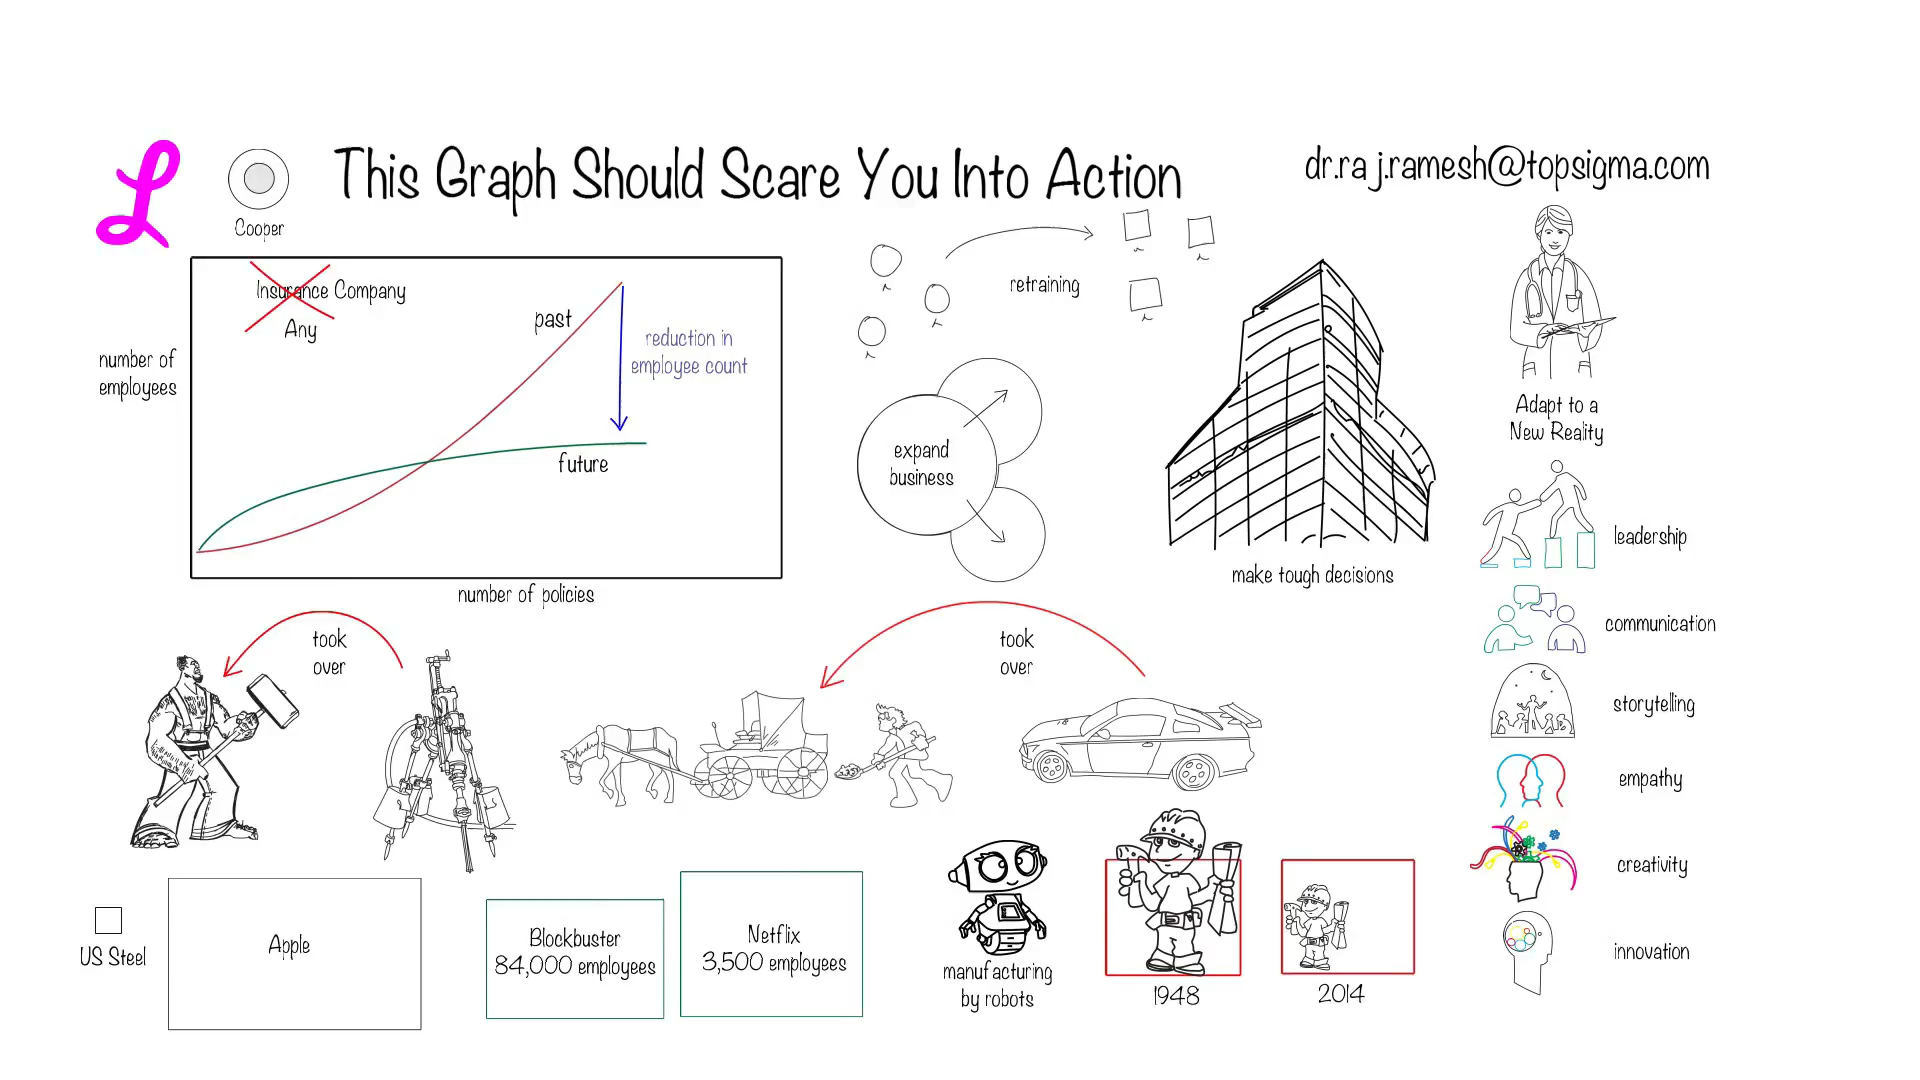 This Graph Should Scare You Into Action
dr.raj.ramesh@topsigma.com
Cooper
Insurance Company
Any
past
reduction in
employee count
number of
employees
future
number of policies
retraining
expand
business
make tough decisions
Adapt to a
New Reality
leadership
communication
storytelling
empathy
creativity
innovation
took
over
took
over
US Steel
Apple
Blockbuster
84,000 employees
Netflix
3,500 employees
manufacturing
by robots
1948
2014